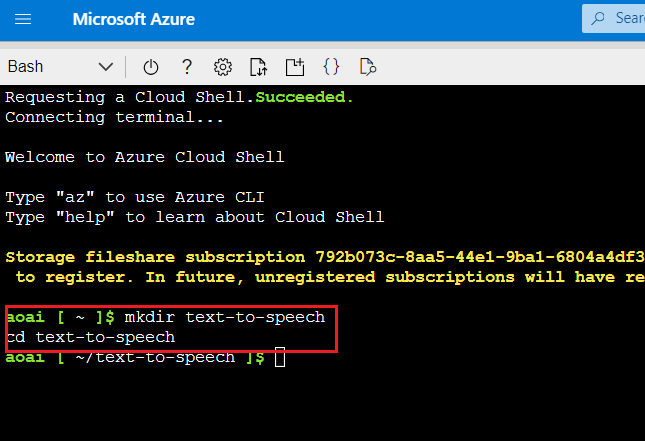 Microsoft Azure
Sear
Bash
Requesting a Cloud Shell.Succeeded.
Connecting terminal...
Welcome to Azure Cloud Shell
Type "az" to use Azure CLI
Type "help" to learn about Cloud Shell
Storage fileshare subscription 792b073c-8aa5-44e1-9ba1-6804a4df3
to register. In future, unregistered subscriptions will have re
aoai [ ~ ]$ mkdir text-to-speech
cd text-to-speech
aoai [ ~/text-to-speech ]$